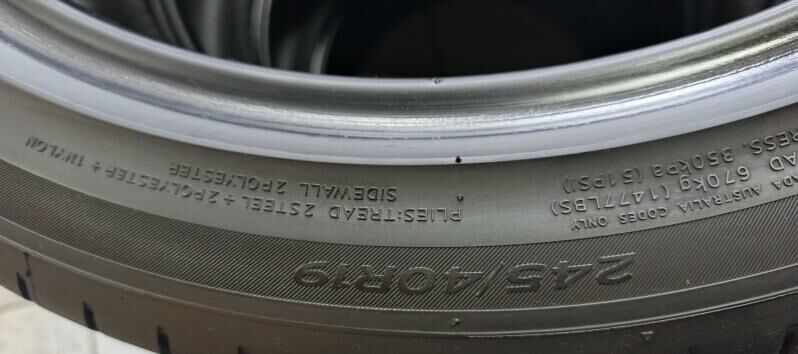 245/40R19
PLIES:TREAD 2STEEL + 2POLYESTER + 1NYLON
SIDEWALL 2POLYESTER
AUSTRALIA CODES ONLY
670kg (1477LBS)
350kPa (51PSI)